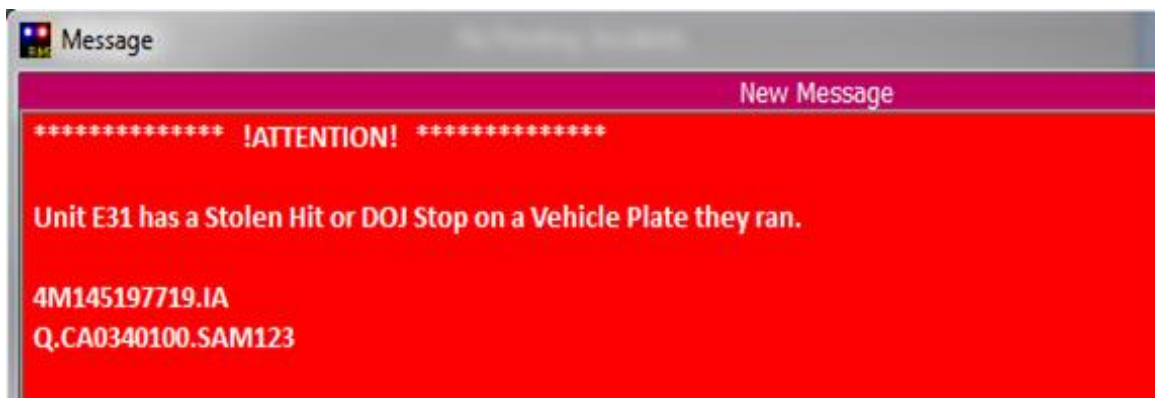 Message
New Message
************** !ATTENTION! **************
Unit E31 has a Stolen Hit or DOJ Stop on a Vehicle Plate they ran.
4M145197719.IA
Q.CA0340100.SAM123